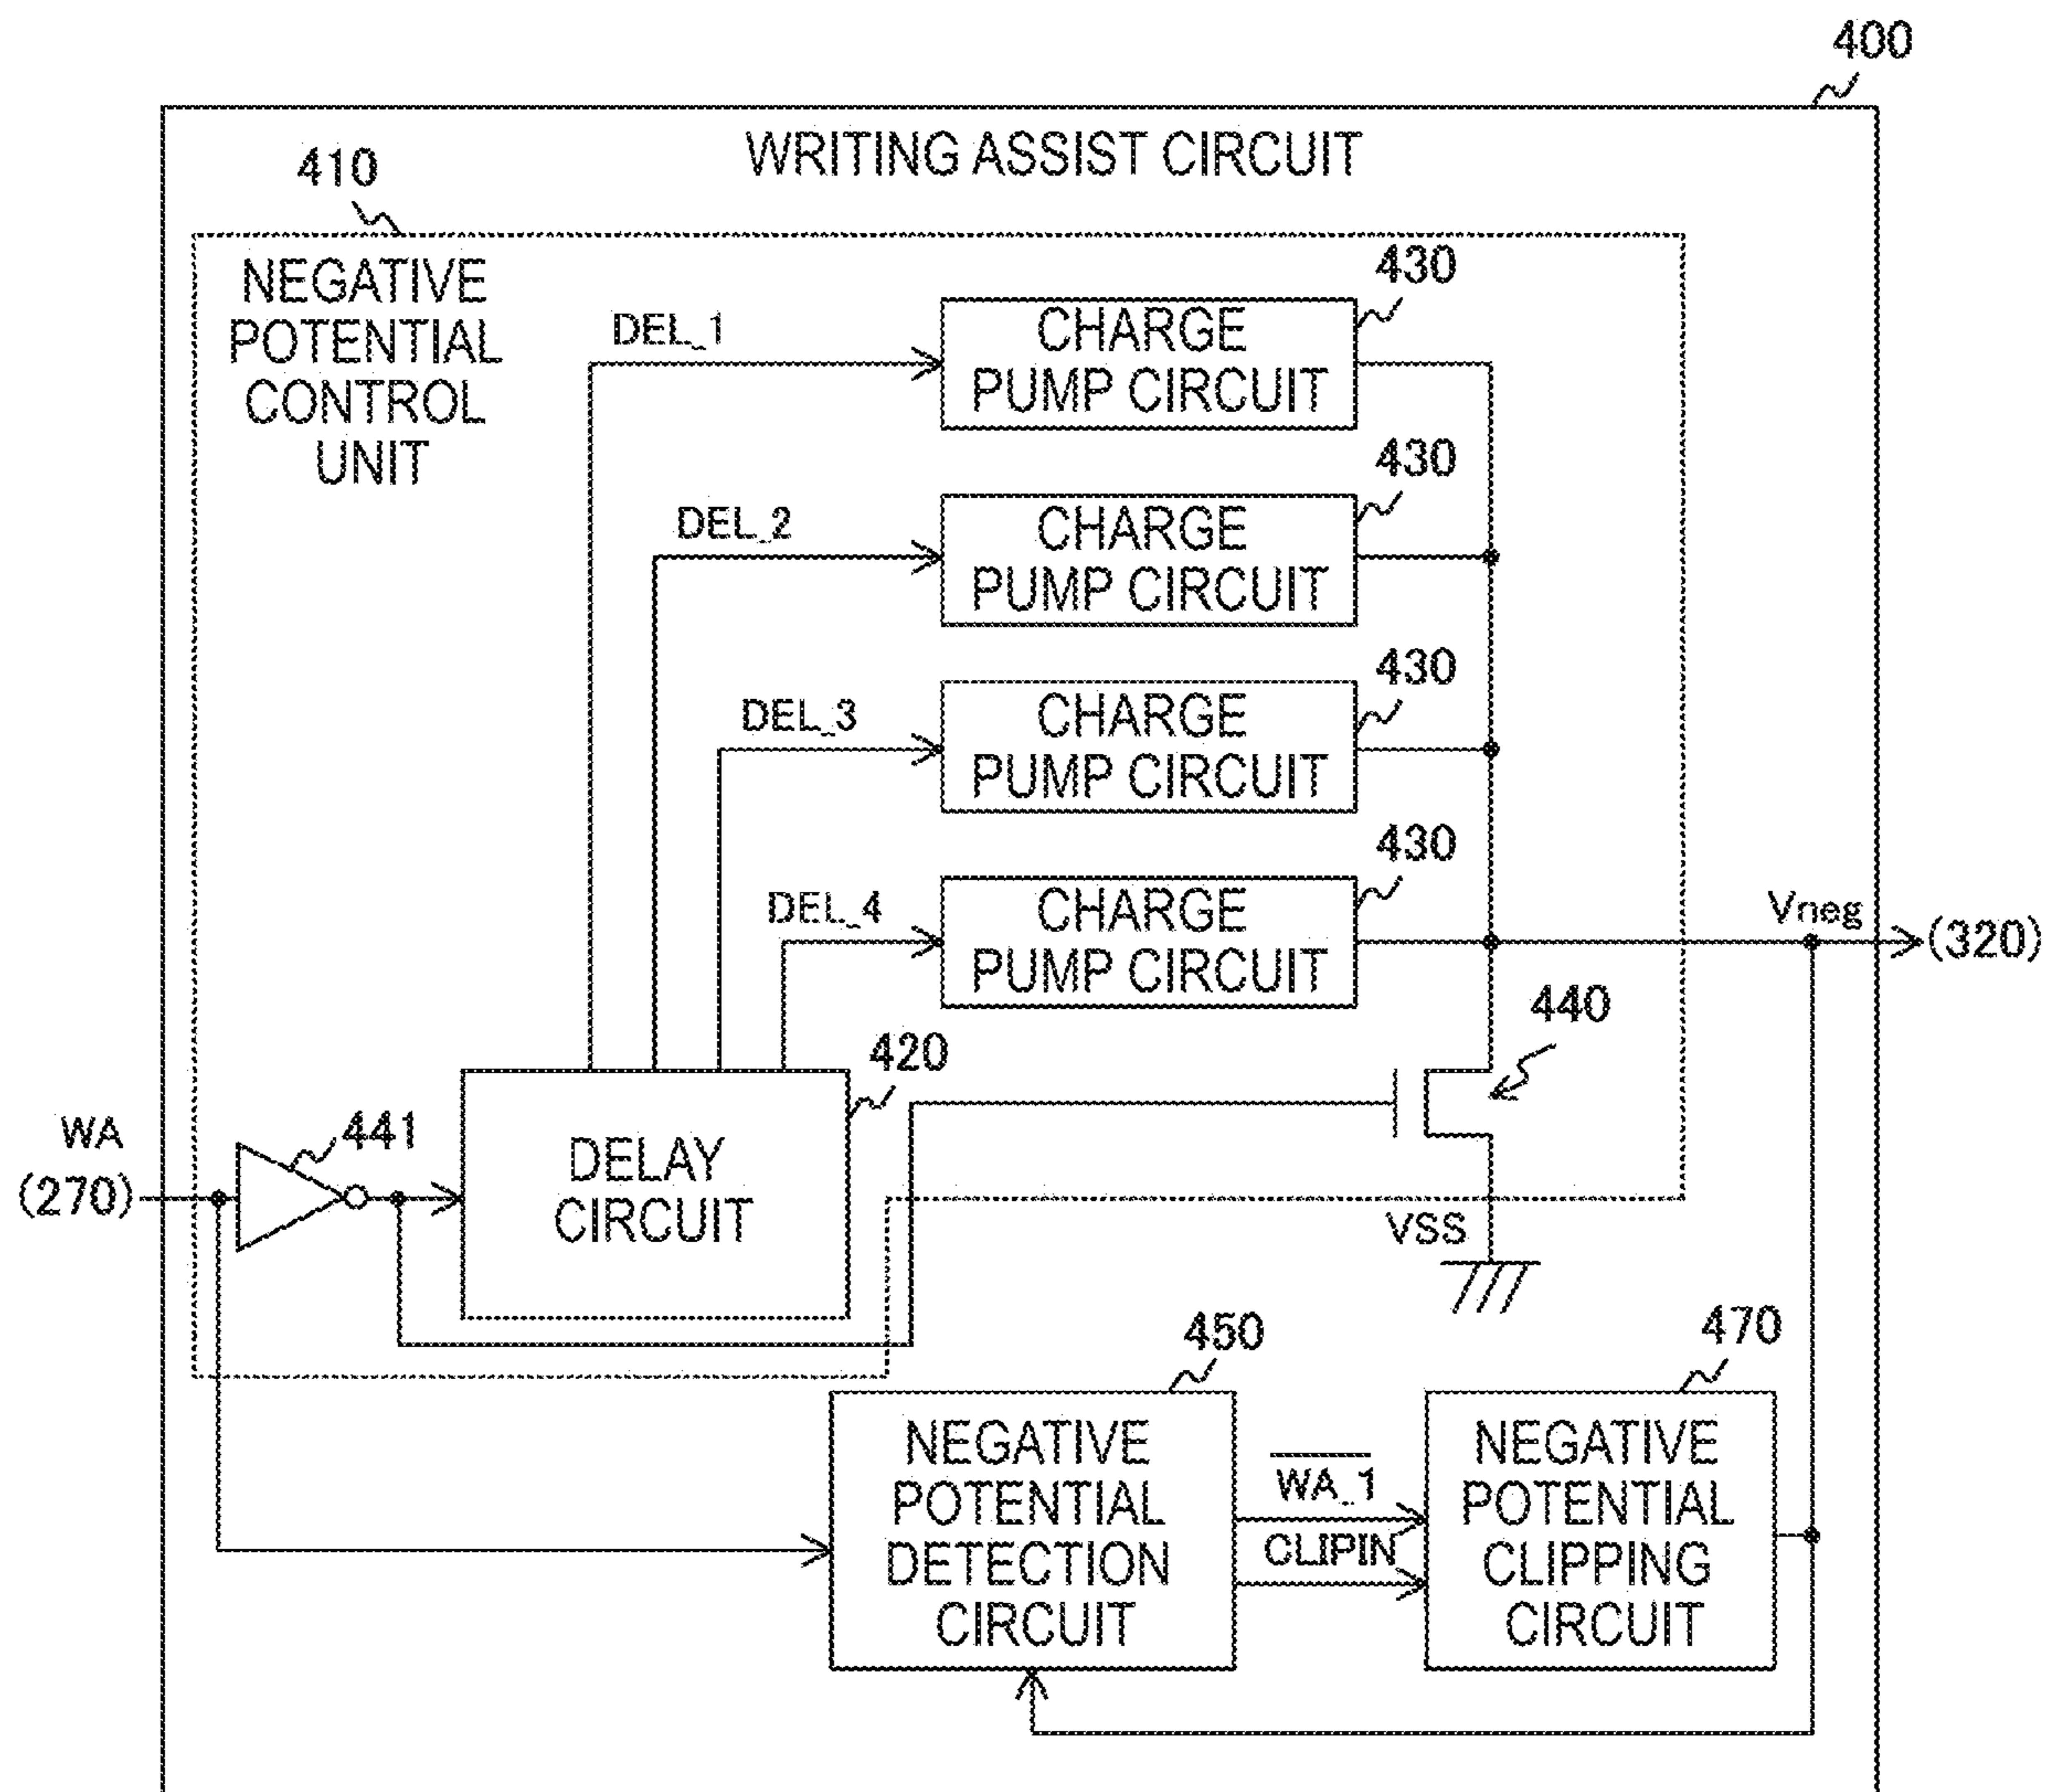 400
WRITING ASSIST CIRCUIT
410
NEGATIVE
POTENTIAL
CONTROL
UNIT
430
DEL_1
CHARGE
PUMP CIRCUIT
430
DEL_2
CHARGE
PUMP CIRCUIT
430
DEL_3
CHARGE
PUMP CIRCUIT
430
DEL_4
CHARGE
PUMP CIRCUIT
Vneg
(320)
440
420
WA
(270)
441
DELAY
CIRCUIT
VSS
450
470
NEGATIVE
POTENTIAL
DETECTION
CIRCUIT
W̅A̅_̅1̅
CLIPIN
NEGATIVE
POTENTIAL
CLIPPING
CIRCUIT